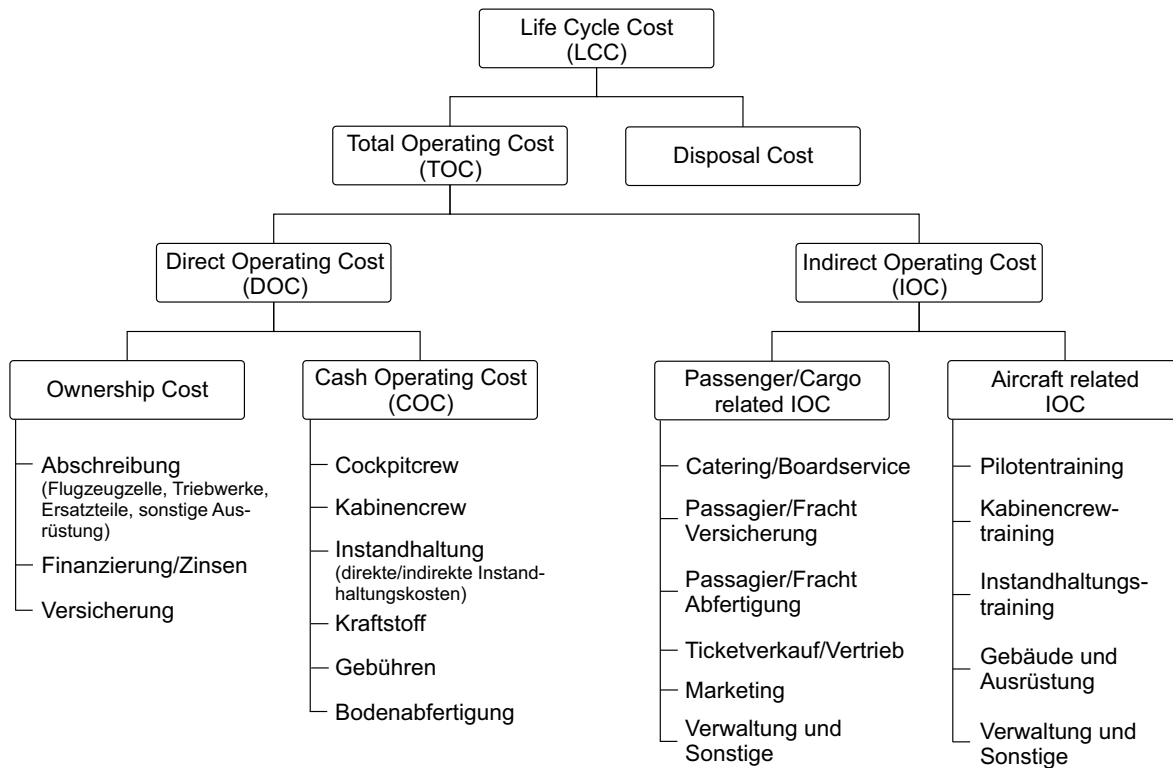 Life Cycle Cost
(LCC)
Total Operating Cost
(TOC)
Disposal Cost
Direct Operating Cost
(DOC)
Indirect Operating Cost
(IOC)
Ownership Cost
Cash Operating Cost
(COC)
Passenger/Cargo
related IOC
Aircraft related
IOC
Abschreibung
(Flugzeugzelle, Triebwerke,
Ersatzteile, sonstige Aus-
rüstung)
Finanzierung/Zinsen
Versicherung
Cockpitcrew
Kabinencrew
Instandhaltung
(direkte/indirekte Instand-
haltungskosten)
Kraftstoff
Gebühren
Bodenabfertigung
Catering/Boardservice
Passagier/Fracht
Versicherung
Passagier/Fracht
Abfertigung
Ticketverkauf/Vertrieb
Marketing
Verwaltung und
Sonstige
Pilotentraining
Kabinencrew-
training
Instandhaltungs-
training
Gebäude und
Ausrüstung
Verwaltung und
Sonstige